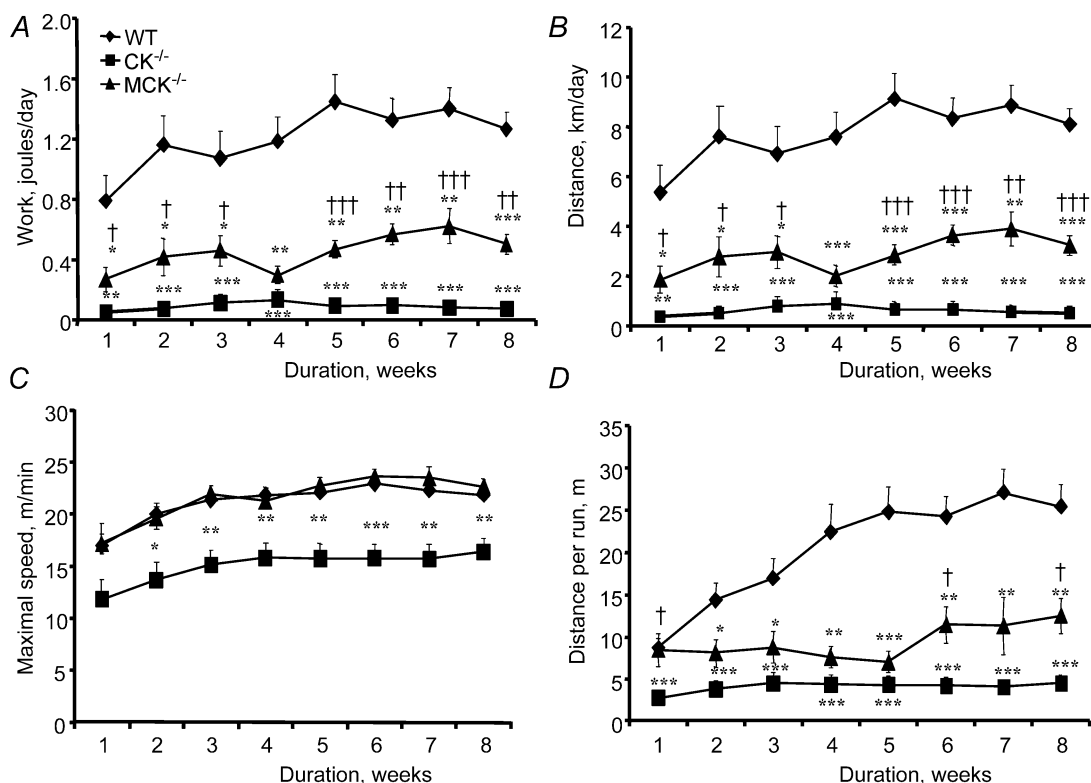 A
2.0
1.6
1.2
0.8
0.4
0
Work, joules/day
WT
CK-/-
MCK-/-
† † † ††† †† ††† ††
* * * ** ** ** ** ***
** *** *** *** *** *** *** ***
1 2 3 4 5 6 7 8
Duration, weeks
B
12
10
8
6
4
2
0
Distance, km/day
† † † ††† ††† †† †††
* * * *** *** *** ** ***
** *** *** *** *** *** *** ***
1 2 3 4 5 6 7 8
Duration, weeks
C
30
25
20
15
10
5
0
Maximal speed, m/min
* ** ** ** *** ** **
1 2 3 4 5 6 7 8
Duration, weeks
D
35
30
25
20
15
10
5
0
Distance per run, m
† † †
* * ** *** ** ** **
*** *** *** *** *** *** *** ***
1 2 3 4 5 6 7 8
Duration, weeks